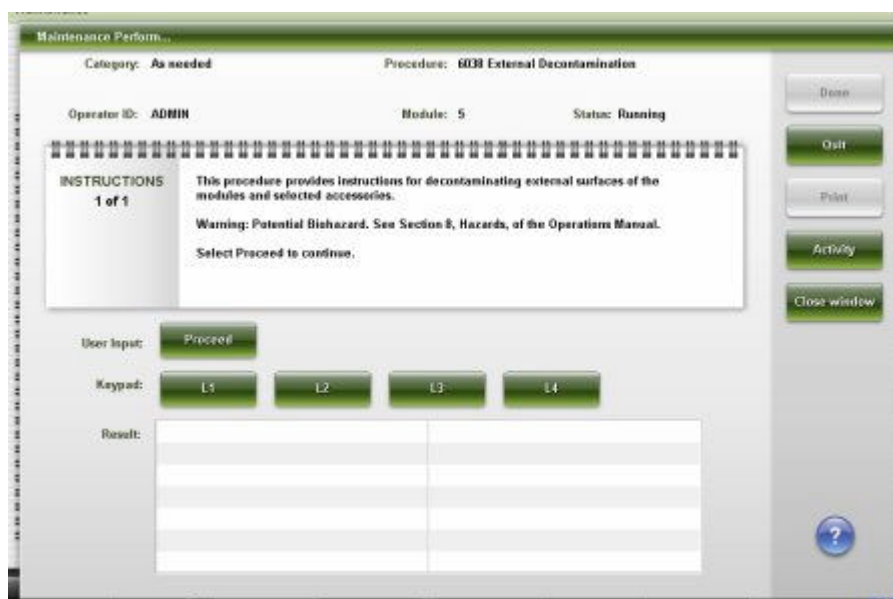 Maintenance Perform...
Category: As needed Procedure: 6038 External Decontamination
Done
Operator ID: ADMIN Module: 5 Status: Running
Quit
INSTRUCTIONS
1 of 1
This procedure provides instructions for decontaminating external surfaces of the
modules and selected accessories.
Warning: Potential Biohazard. See Section 8, Hazards, of the Operations Manual.
Select Proceed to continue.
Print
Activity
Close window
User Input: Proceed
Keypad: L1 L2 L3 L4
Result:
?